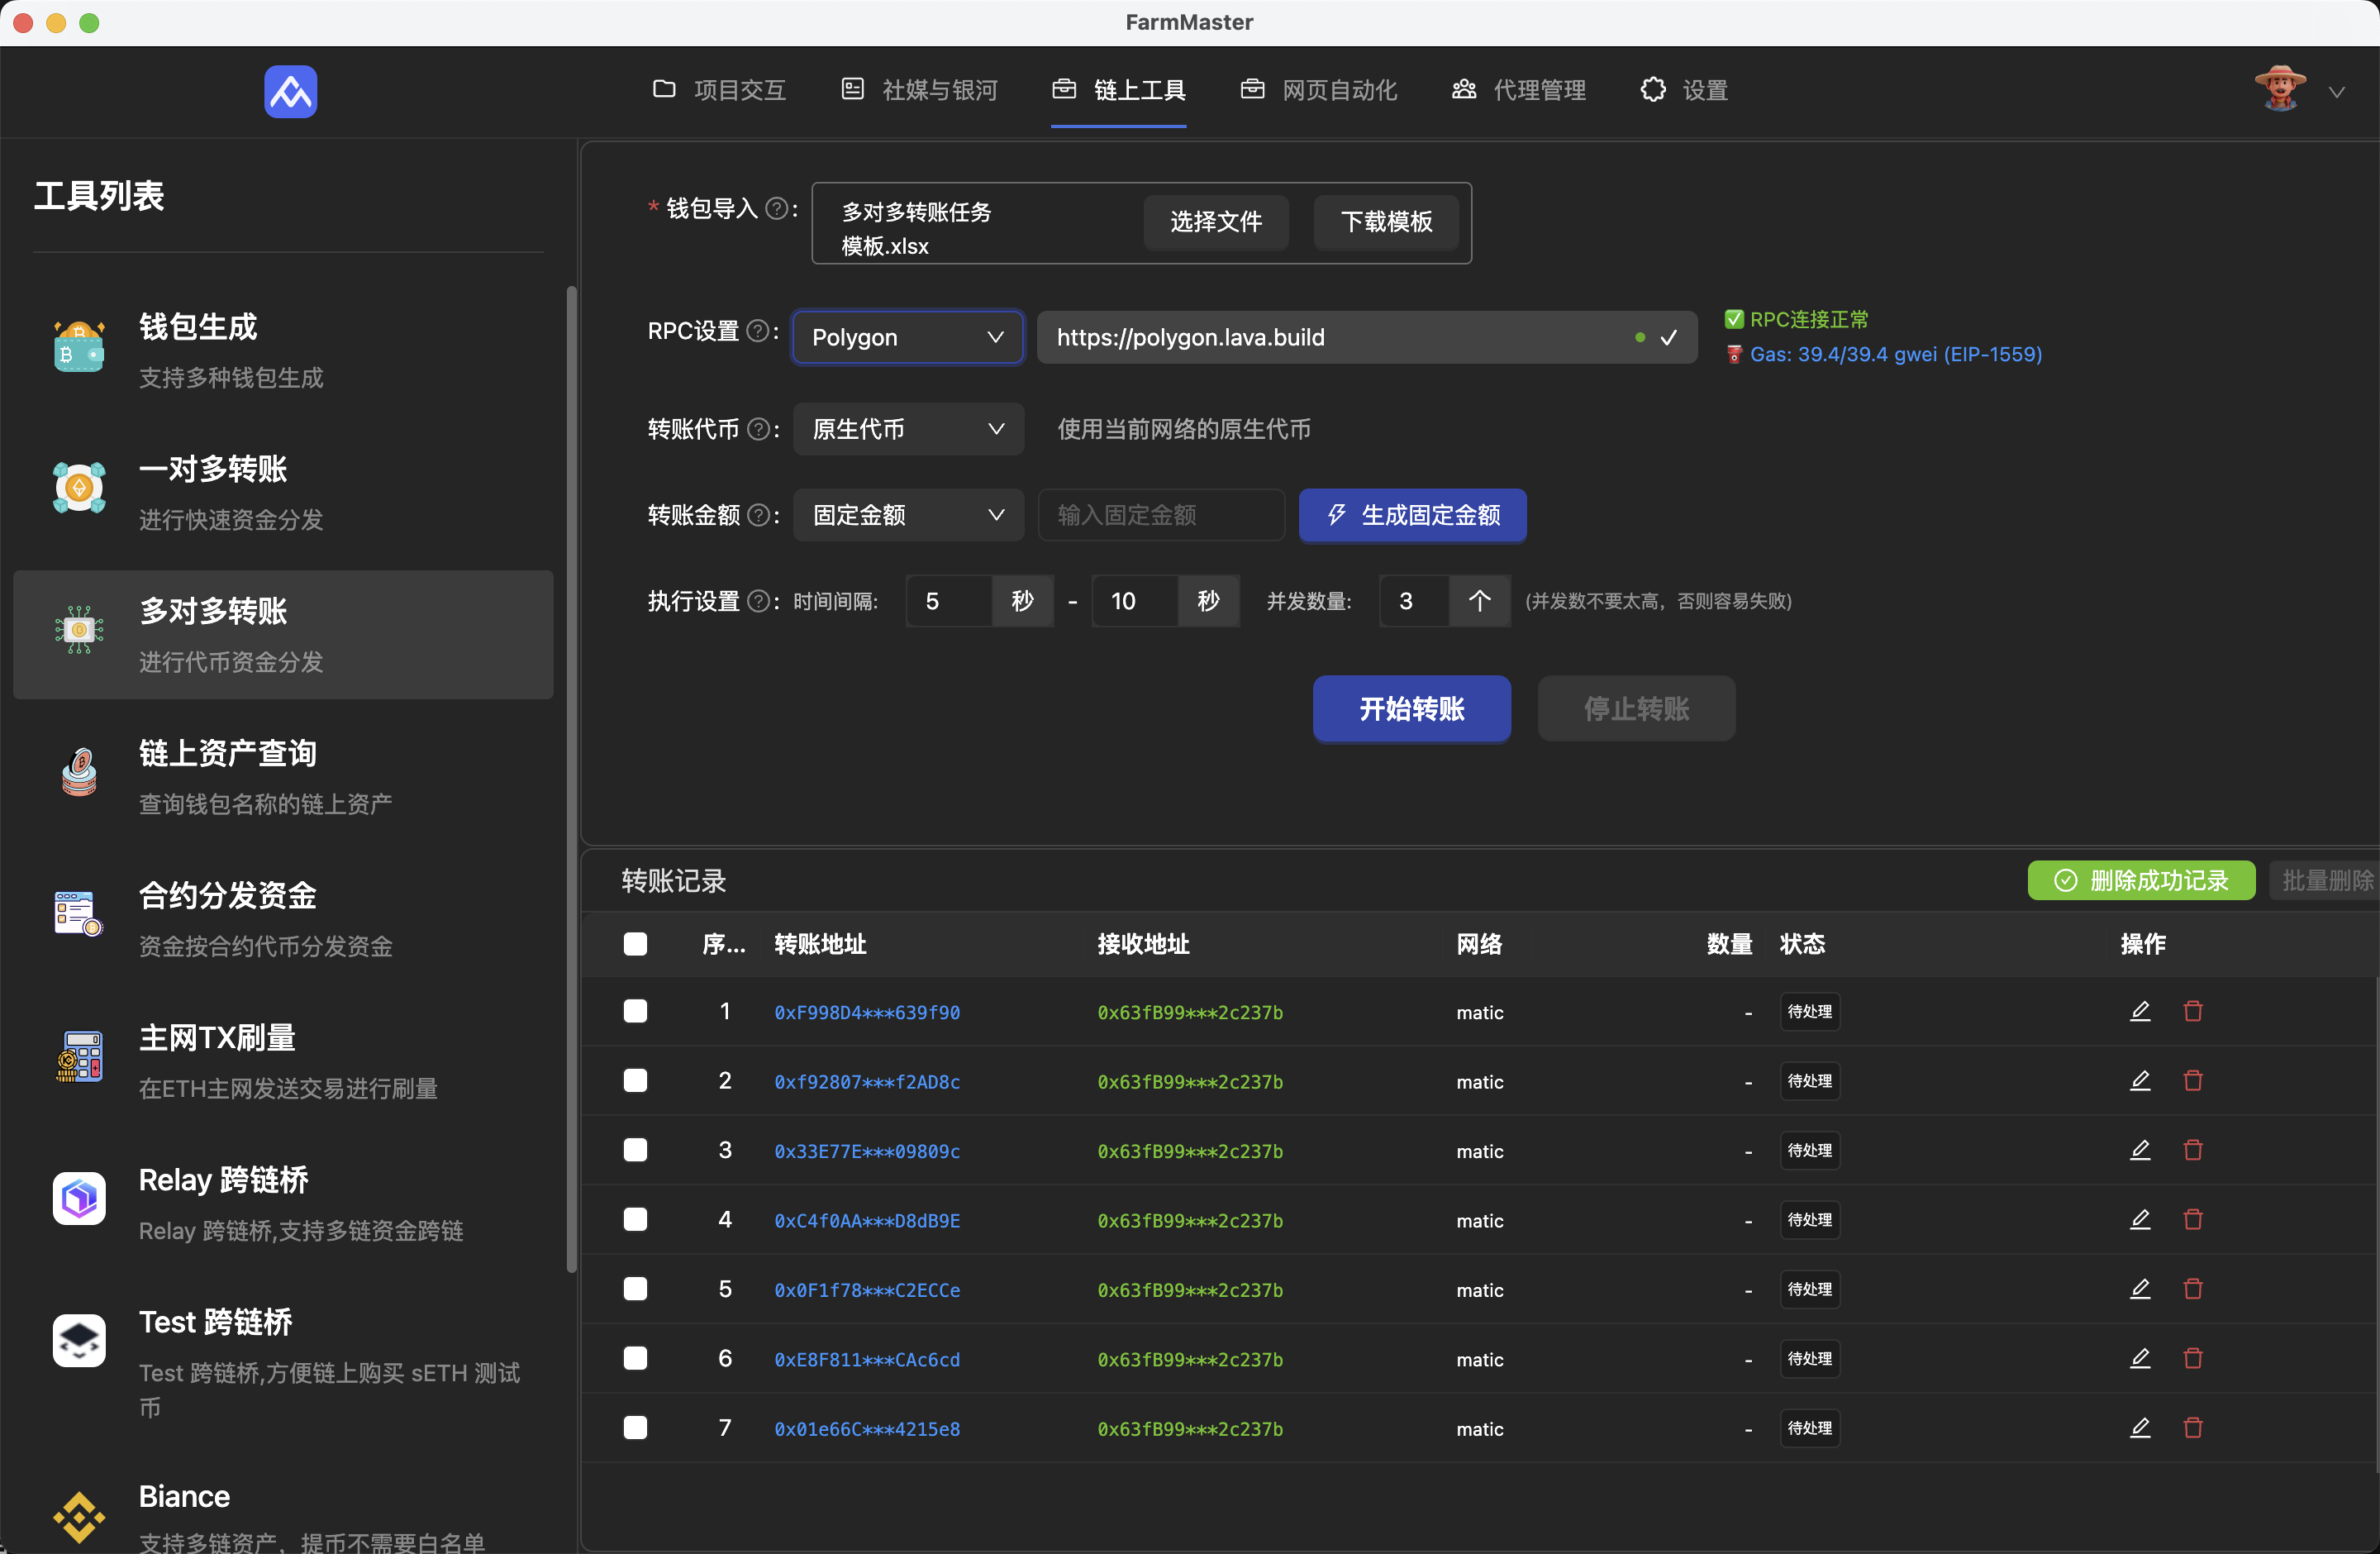 FarmMaster
项目交互
社媒与银河
链上工具
网页自动化
代理管理
设置
工具列表
钱包生成
支持多种钱包生成
一对多转账
进行快速资金分发
多对多转账
进行代币资金分发
链上资产查询
查询钱包名称的链上资产
合约分发资金
资金按合约代币分发资金
主网TX刷量
在ETH主网发送交易进行刷量
Relay 跨链桥
Relay 跨链桥,支持多链资金跨链
Test 跨链桥
Test 跨链桥,方便链上购买 sETH 测试
币
Biance
支持多链资产，提币不需要白名单
* 钱包导入 ? :
多对多转账任务
模板.xlsx
选择文件
下载模板
RPC设置 ? :
Polygon
https://polygon.lava.build
✅ RPC连接正常
Gas: 39.4/39.4 gwei (EIP-1559)
转账代币 ? :
原生代币
使用当前网络的原生代币
转账金额 ? :
固定金额
输入固定金额
生成固定金额
执行设置 ? : 时间间隔: 5 秒 - 10 秒 并发数量: 3 个 (并发数不要太高，否则容易失败)
开始转账
停止转账
转账记录
删除成功记录
批量删除
序... 转账地址 接收地址 网络 数量 状态 操作
1 0xF998D4***639f90 0x63fB99***2c237b matic - 待处理
2 0xf92807***f2AD8c 0x63fB99***2c237b matic - 待处理
3 0x33E77E***09809c 0x63fB99***2c237b matic - 待处理
4 0xC4f0AA***D8dB9E 0x63fB99***2c237b matic - 待处理
5 0x0F1f78***C2ECCe 0x63fB99***2c237b matic - 待处理
6 0xE8F811***CAc6cd 0x63fB99***2c237b matic - 待处理
7 0x01e66C***4215e8 0x63fB99***2c237b matic - 待处理